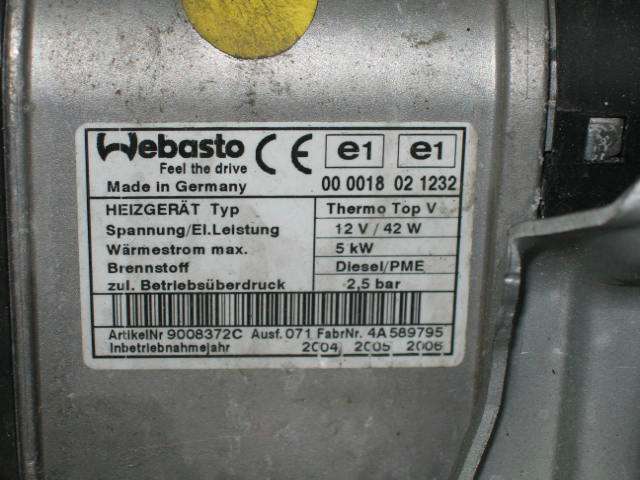 Webasto
Feel the drive
Made in Germany
CE
e1 e1
00 0018 02 1232
HEIZGERÄT Typ Thermo Top V
Spannung/El.Leistung 12 V / 42 W
Wärmestrom max. 5 kW
Brennstoff Diesel/PME
zul. Betriebsüberdruck 2,5 bar
ArtikelNr 9008372C Ausf.071 FabrNr. 4A589795
Inbetriebnahmejahr 2004 2005 2006